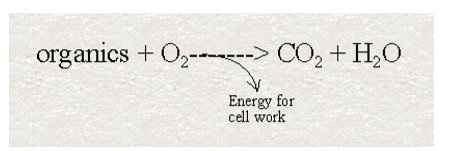 organics + O₂------> CO₂ + H₂O
Energy for
cell work